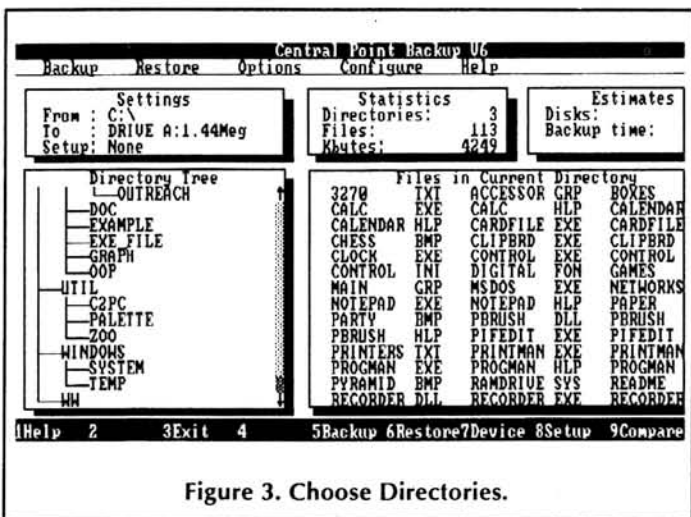 Central Point Backup V6
Backup Restore Options Configure Help
Settings
From : C:\
To : DRIVE A:1.44Meg
Setup: None
Statistics
Directories: 3
Files: 113
Kbytes: 4249
Estimates
Disks:
Backup time:
Directory Tree
OUTREACH
DOC
EXAMPLE
EXE_FILE
GRAPH
OOP
UTIL
C2PC
PALETTE
ZOO
WINDOWS
SYSTEM
TEMP
WW
Files in Current Directory
3270 TXT ACCESSOR GRP BOXES
CALC EXE CALC HLP CALENDAR
CALENDAR HLP CARDFILE EXE CARDFILE
CHESS BMP CLIPBRD EXE CLIPBRD
CLOCK EXE CONTROL EXE CONTROL
CONTROL INI DIGITAL FON GAMES
MAIN GRP MSDOS EXE NETWORKS
NOTEPAD EXE NOTEPAD HLP PAPER
PARTY BMP PBRUSH DLL PBRUSH
PBRUSH HLP PIFEDIT EXE PIFEDIT
PRINTERS TXT PRINTMAN EXE PRINTMAN
PROGMAN EXE PROGMAN HLP PROGMAN
PYRAMID BMP RAMDRIVE SYS README
RECORDER DLL RECORDER EXE RECORDER
1Help 2 3Exit 4 5Backup 6Restore7Device 8Setup 9Compare
Figure 3. Choose Directories.